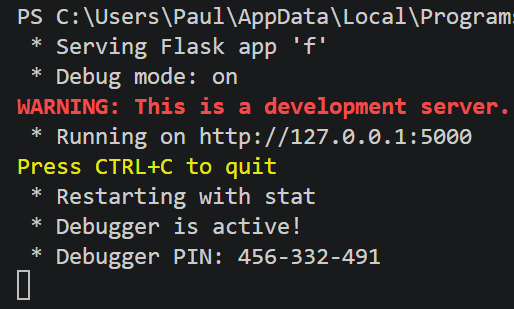 PS C:\Users\Paul\AppData\Local\Programs
 * Serving Flask app 'f'
 * Debug mode: on
WARNING: This is a development server.
 * Running on http://127.0.0.1:5000
Press CTRL+C to quit
 * Restarting with stat
 * Debugger is active!
 * Debugger PIN: 456-332-491